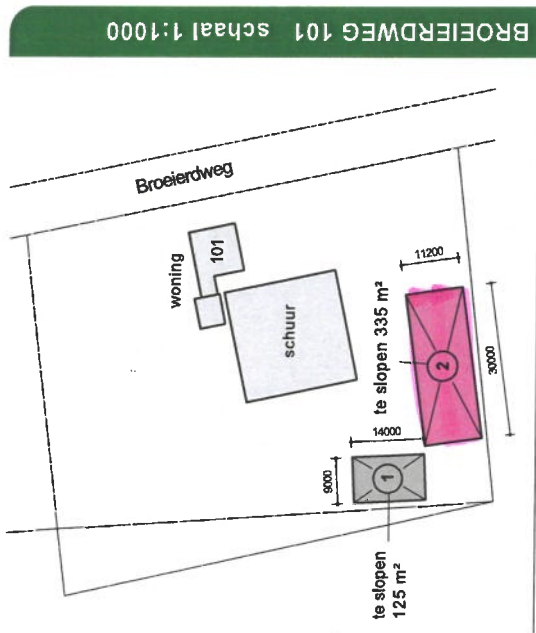 BROEIERDWEG 101 schaal 1:1000
Broeierdweg
woning
101
schuur
te slopen 335 m²
11200
2
30000
14000
9000
1
te slopen
125 m²